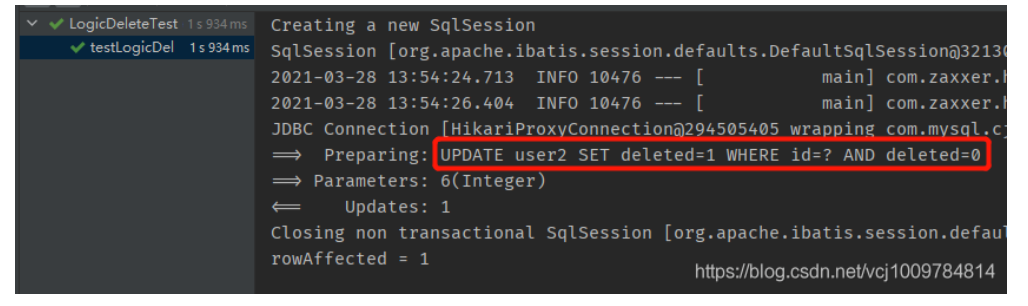 LogicDeleteTest 1 s 934 ms
testLogicDel 1 s 934 ms
Creating a new SqlSession
SqlSession [org.apache.ibatis.session.defaults.DefaultSqlSession@32130
2021-03-28 13:54:24.713  INFO 10476 --- [           main] com.zaxxer.h
2021-03-28 13:54:26.404  INFO 10476 --- [           main] com.zaxxer.h
JDBC Connection [HikariProxyConnection@294505405 wrapping com.mysql.cj
==>  Preparing: UPDATE user2 SET deleted=1 WHERE id=? AND deleted=0
==> Parameters: 6(Integer)
<==    Updates: 1
Closing non transactional SqlSession [org.apache.ibatis.session.defaul
rowAffected = 1
https://blog.csdn.net/vcj1009784814